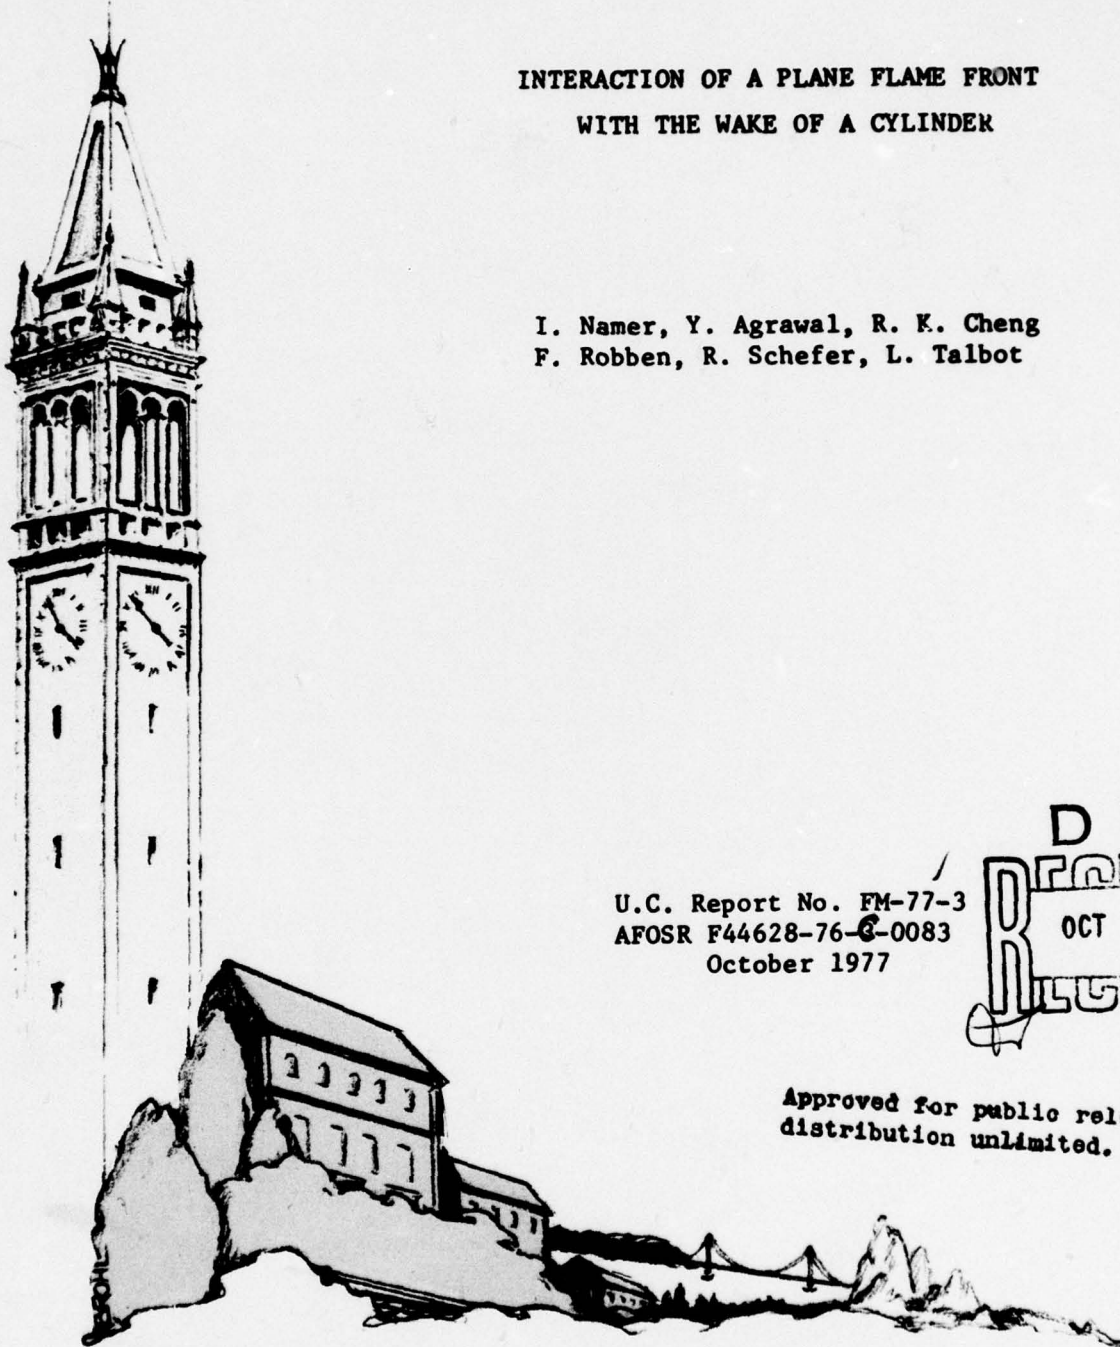 INTERACTION OF A PLANE FLAME FRONT
WITH THE WAKE OF A CYLINDER
I. Namer, Y. Agrawal, R. K. Cheng
F. Robben, R. Schefer, L. Talbot
U.C. Report No. FM-77-3
AFOSR F44628-76-C-0083
October 1977
D
OCT
Approved for public rel
distribution unlimited.